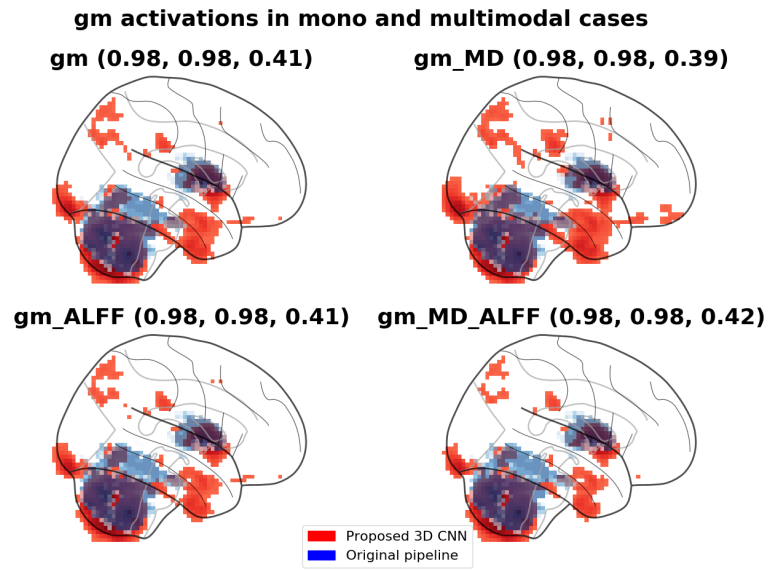 gm activations in mono and multimodal cases
gm (0.98, 0.98, 0.41)
gm_MD (0.98, 0.98, 0.39)
gm_ALFF (0.98, 0.98, 0.41)
gm_MD_ALFF (0.98, 0.98, 0.42)
Proposed 3D CNN
Original pipeline